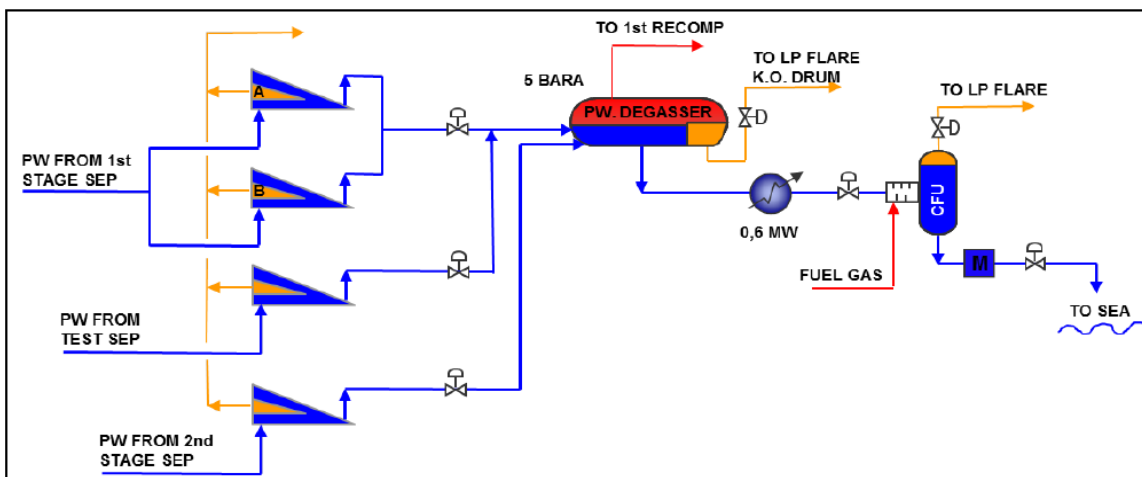 TO 1st RECOMP
5 BARA
TO LP FLARE
K.O. DRUM
TO LP FLARE
A
PW. DEGASSER
D
D
PW FROM 1st
STAGE SEP
B
CFU
0,6 MW
FUEL GAS
M
TO SEA
PW FROM
TEST SEP
PW FROM 2nd
STAGE SEP